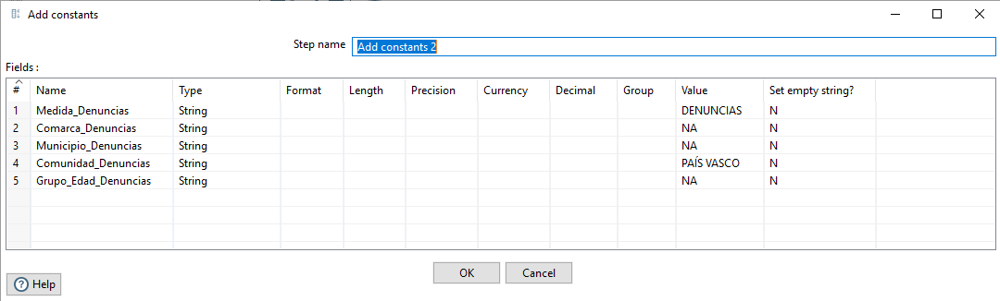 Add constants
Step name Add constants 2
Fields :
# Name Type Format Length Precision Currency Decimal Group Value Set empty string?
1 Medida_Denuncias String DENUNCIAS N
2 Comarca_Denuncias String NA N
3 Municipio_Denuncias String NA N
4 Comunidad_Denuncias String PAÍS VASCO N
5 Grupo_Edad_Denuncias String NA N
OK Cancel
Help